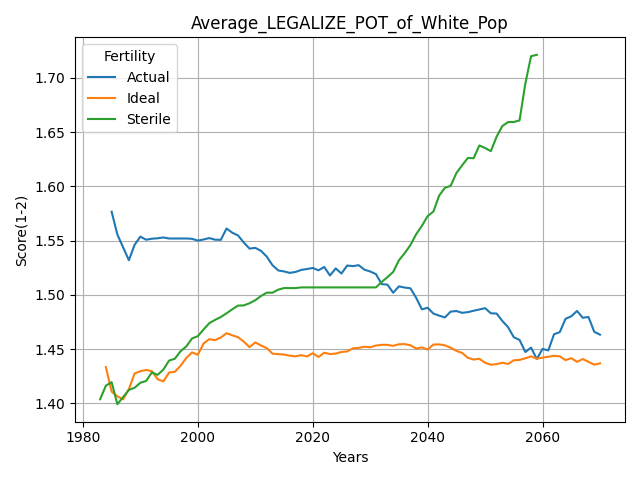 Average_LEGALIZE_POT_of_White_Pop
Fertility
Actual
Ideal
Sterile
Score(1-2)
1.70
1.65
1.60
1.55
1.50
1.45
1.40
1980
2000
2020
2040
2060
Years